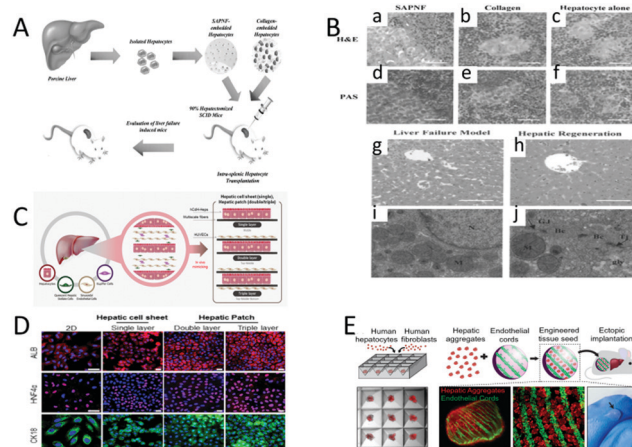 A
Porcine Liver
Isolated Hepatocytes
SAPNF-
embedded
Hepatocytes
Collagen-
embedded
Hepatocytes
90% Hepatectomized
SCID Mice
Intra-splenic Hepatocyte
Transplantation
Evaluation of liver failure
induced mice
B
SAPNF
Collagen
Hepatocyte alone
H&E
a
b
c
PAS
d
e
f
Liver Failure Model
Hepatic Regeneration
g
h
i
j
C
Hepatic cell sheet (single),
Hepatic patch (double/triple)
Single layer
Double layer
Triple layer
D
Hepatic cell sheet
Hepatic Patch
2D
Single layer
Double layer
Triple layer
ALB
HNF4α
CK18
E
Human
hepatocytes
Human
fibroblasts
Hepatic
aggregates
Endothelial
cords
Engineered
tissue seed
Ectopic
implantation
Hepatic Aggregates
Endothelial Cords